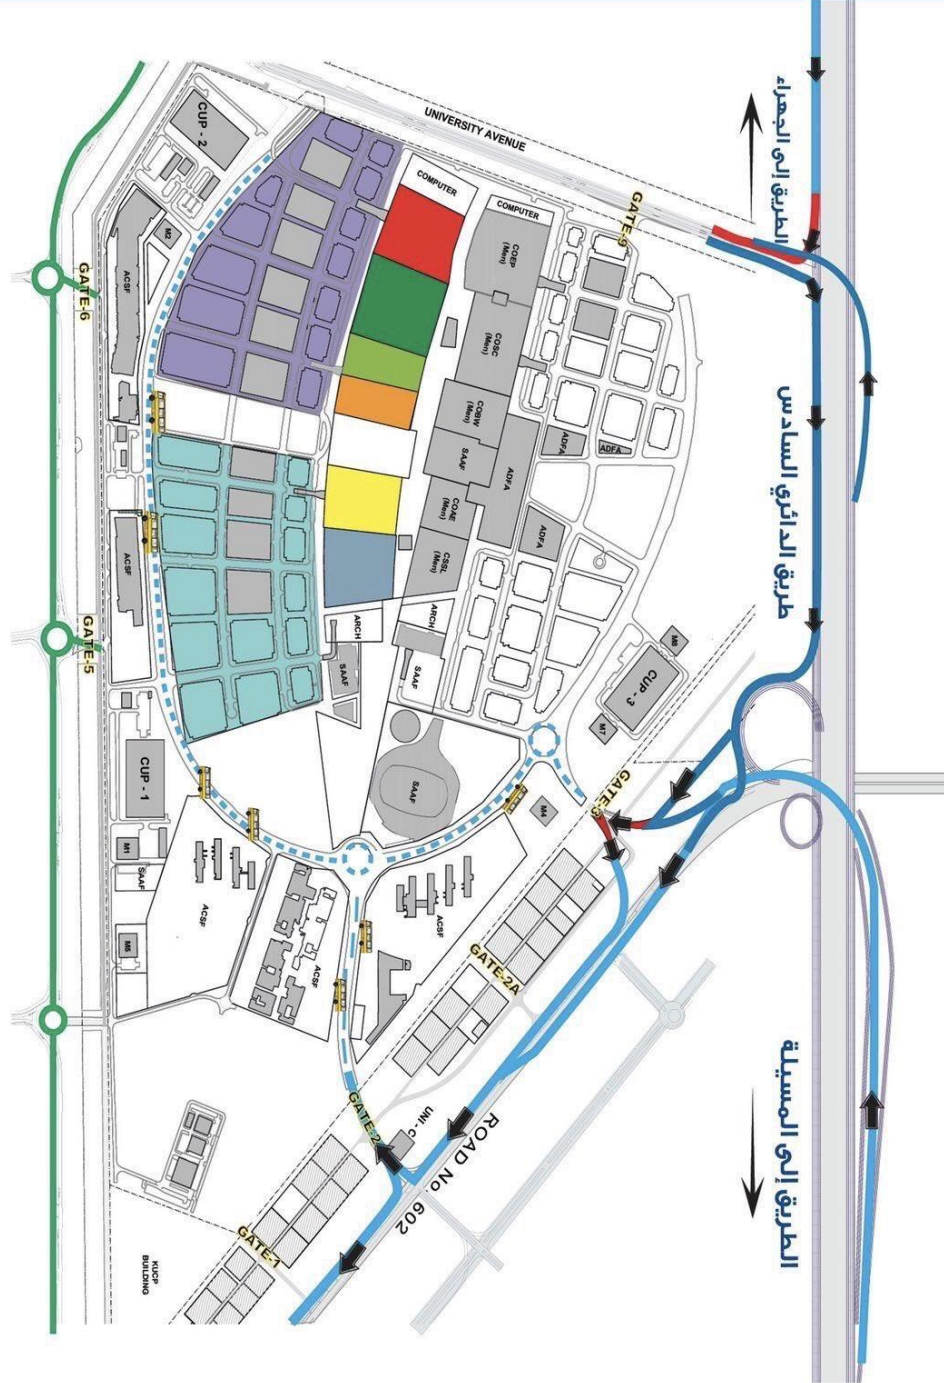 UNIVERSITY AVENUE
الطريق إلى الجهراء
CUP - 2
COMPUTER
COMPUTER
GATE-9
M2
COEP
(Men)
ACSF
GATE-6
COSC
(Men)
طريق الدائري السادس
COBW
(Men)
ADFA
ADFA
SAAF
ADFA
COAE
(Men)
ADFA
ACSF
CSSL
(Men)
GATE-5
ARCH
ARCH
M6
SAAF
SAAF
CUP - 3
M7
CUP - 1
SAAF
GATE-3
M4
M1
SAAF
ACSF
ACSF
M5
ACSF
GATE-2A
الطريق إلى المسيلة
GATE-2
UNI - C
ROAD No. 602
GATE-1
KUCP
BUILDING